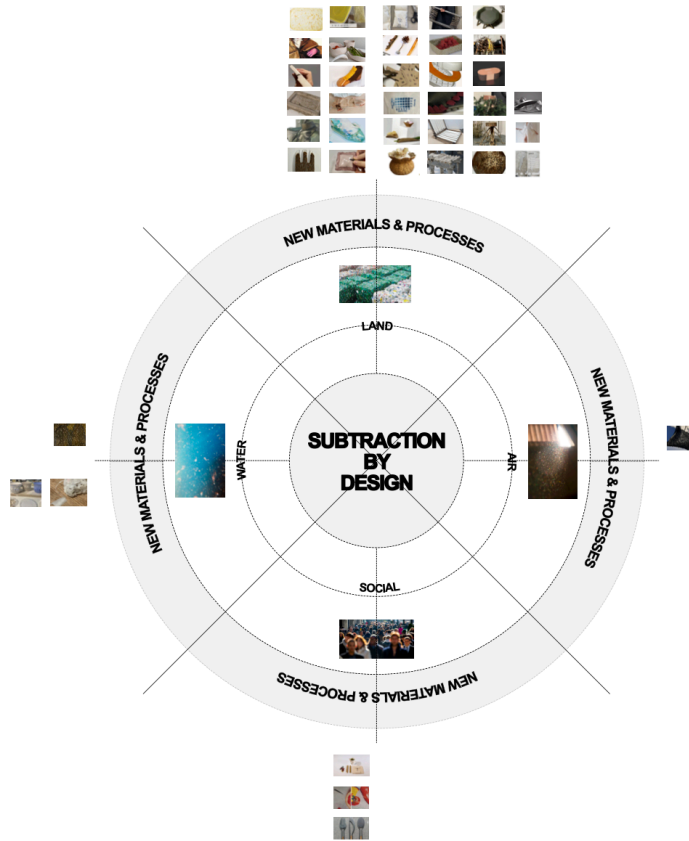 NEW MATERIALS & PROCESSES
LAND
NEW MATERIALS & PROCESSES
WATER
SUBTRACTION
BY
DESIGN
AIR
NEW MATERIALS & PROCESSES
SOCIAL
NEW MATERIALS & PROCESSES